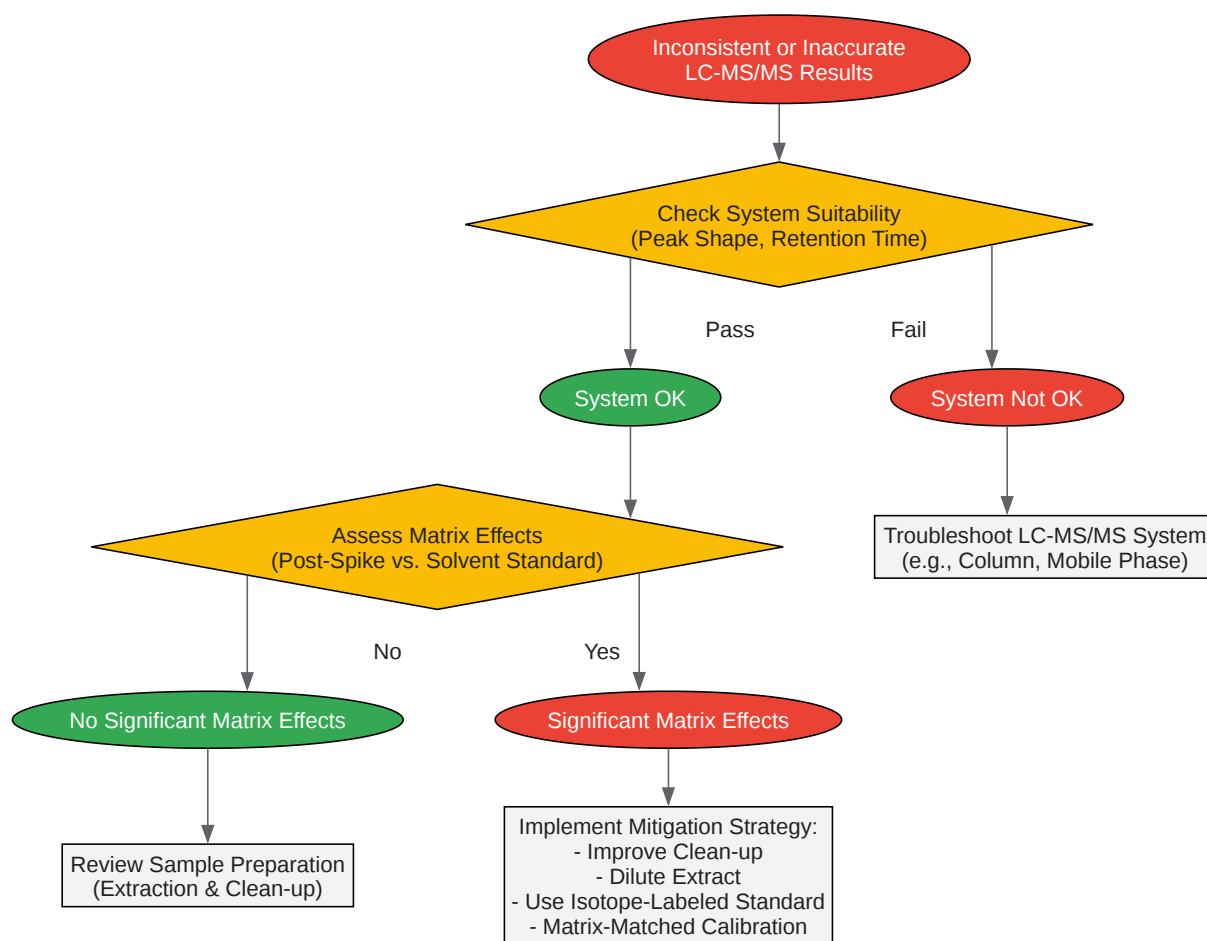 Inconsistent or Inaccurate
LC-MS/MS Results
Check System Suitability
(Peak Shape, Retention Time)
Pass
Fail
System OK
System Not OK
Assess Matrix Effects
(Post-Spike vs. Solvent Standard)
Troubleshoot LC-MS/MS System
(e.g., Column, Mobile Phase)
No
Yes
No Significant Matrix Effects
Significant Matrix Effects
Review Sample Preparation
(Extraction & Clean-up)
Implement Mitigation Strategy:
- Improve Clean-up
- Dilute Extract
- Use Isotope-Labeled Standard
- Matrix-Matched Calibration